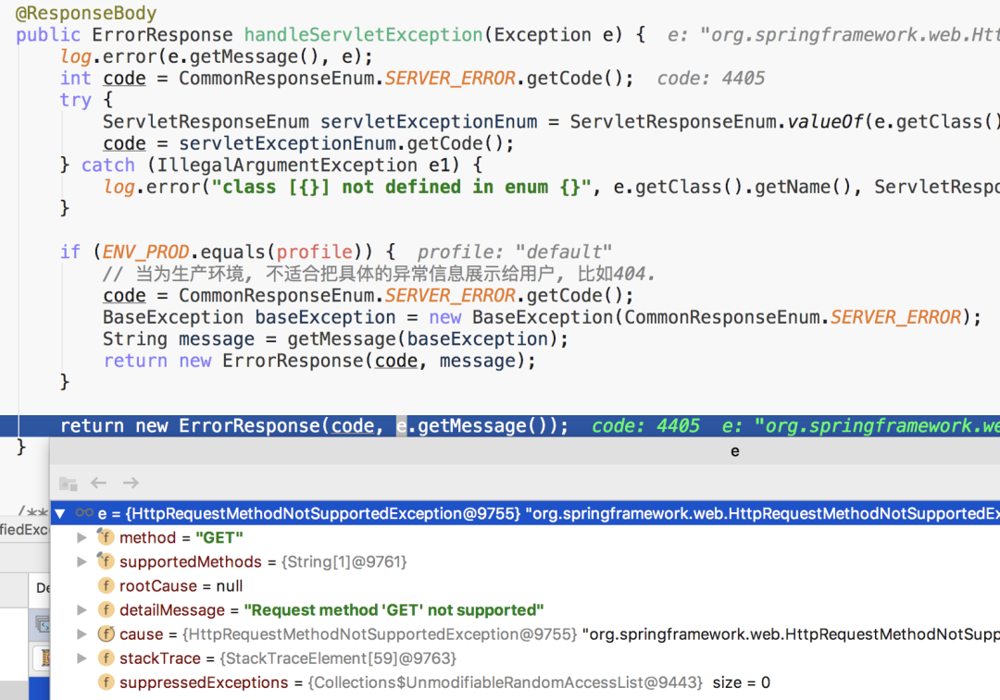 @ResponseBody
public ErrorResponse handleServletException(Exception e) { e: "org.springframework.web.Htt
log.error(e.getMessage(), e);
int code = CommonResponseEnum.SERVER_ERROR.getCode(); code: 4405
try {
ServletResponseEnum servletExceptionEnum = ServletResponseEnum.valueOf(e.getClass()
code = servletExceptionEnum.getCode();
} catch (IllegalArgumentException e1) {
log.error("class [{}] not defined in enum {}", e.getClass().getName(), ServletRespo
}
if (ENV_PROD.equals(profile)) { profile: "default"
// 当为生产环境, 不适合把具体的异常信息展示给用户, 比如404.
code = CommonResponseEnum.SERVER_ERROR.getCode();
BaseException baseException = new BaseException(CommonResponseEnum.SERVER_ERROR);
String message = getMessage(baseException);
return new ErrorResponse(code, message);
}
return new ErrorResponse(code, e.getMessage()); code: 4405 e: "org.springframework.we
}
e
/**
fiedExc
e = {HttpRequestMethodNotSupportedException@9755} "org.springframework.web.HttpRequestMethodNotSupportedEx
method = "GET"
supportedMethods = {String[1]@9761}
rootCause = null
De
detailMessage = "Request method 'GET' not supported"
cause = {HttpRequestMethodNotSupportedException@9755} "org.springframework.web.HttpRequestMethodNotSupp
stackTrace = {StackTraceElement[59]@9763}
suppressedExceptions = {Collections$UnmodifiableRandomAccessList@9443} size = 0